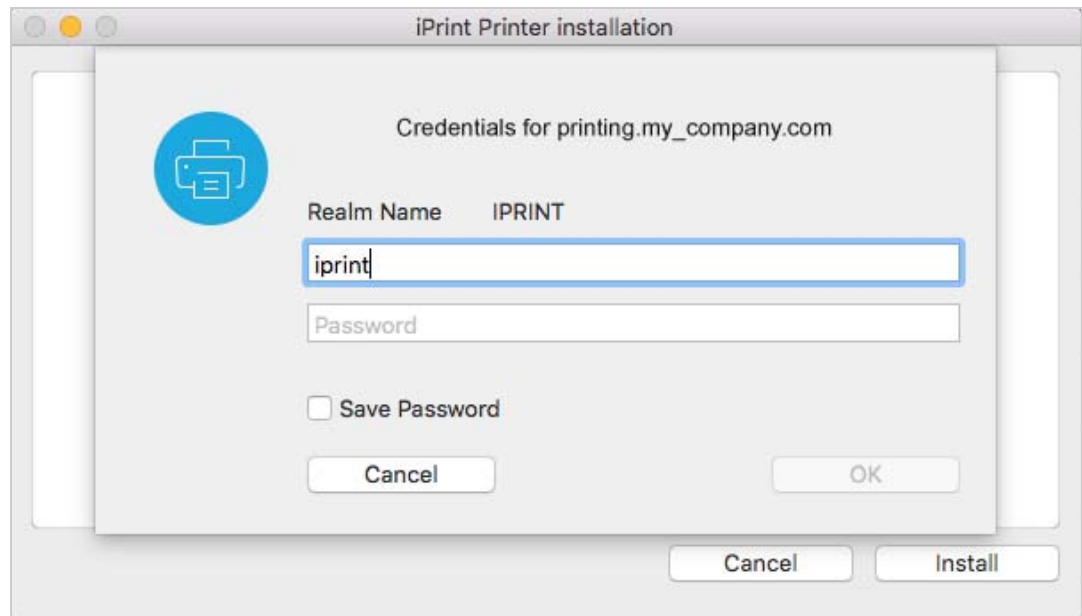 iPrint Printer installation
Credentials for printing.my_company.com
Realm Name IPRINT
iprint
Password
Save Password
Cancel OK
Cancel Install